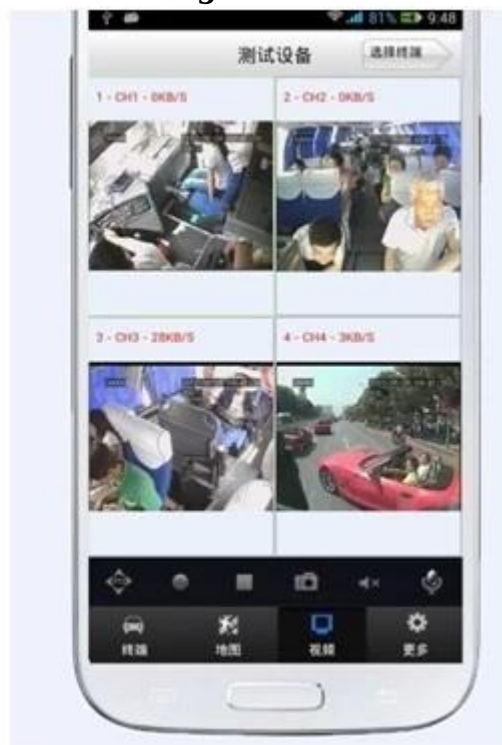 81% 9:48
测试设备 选择终端
1 - CH1 - 0KB/S
2 - CH2 - 0KB/S
3 - CH3 - 28KB/S
4 - CH4 - 3KB/S
终端 地图 视频 更多